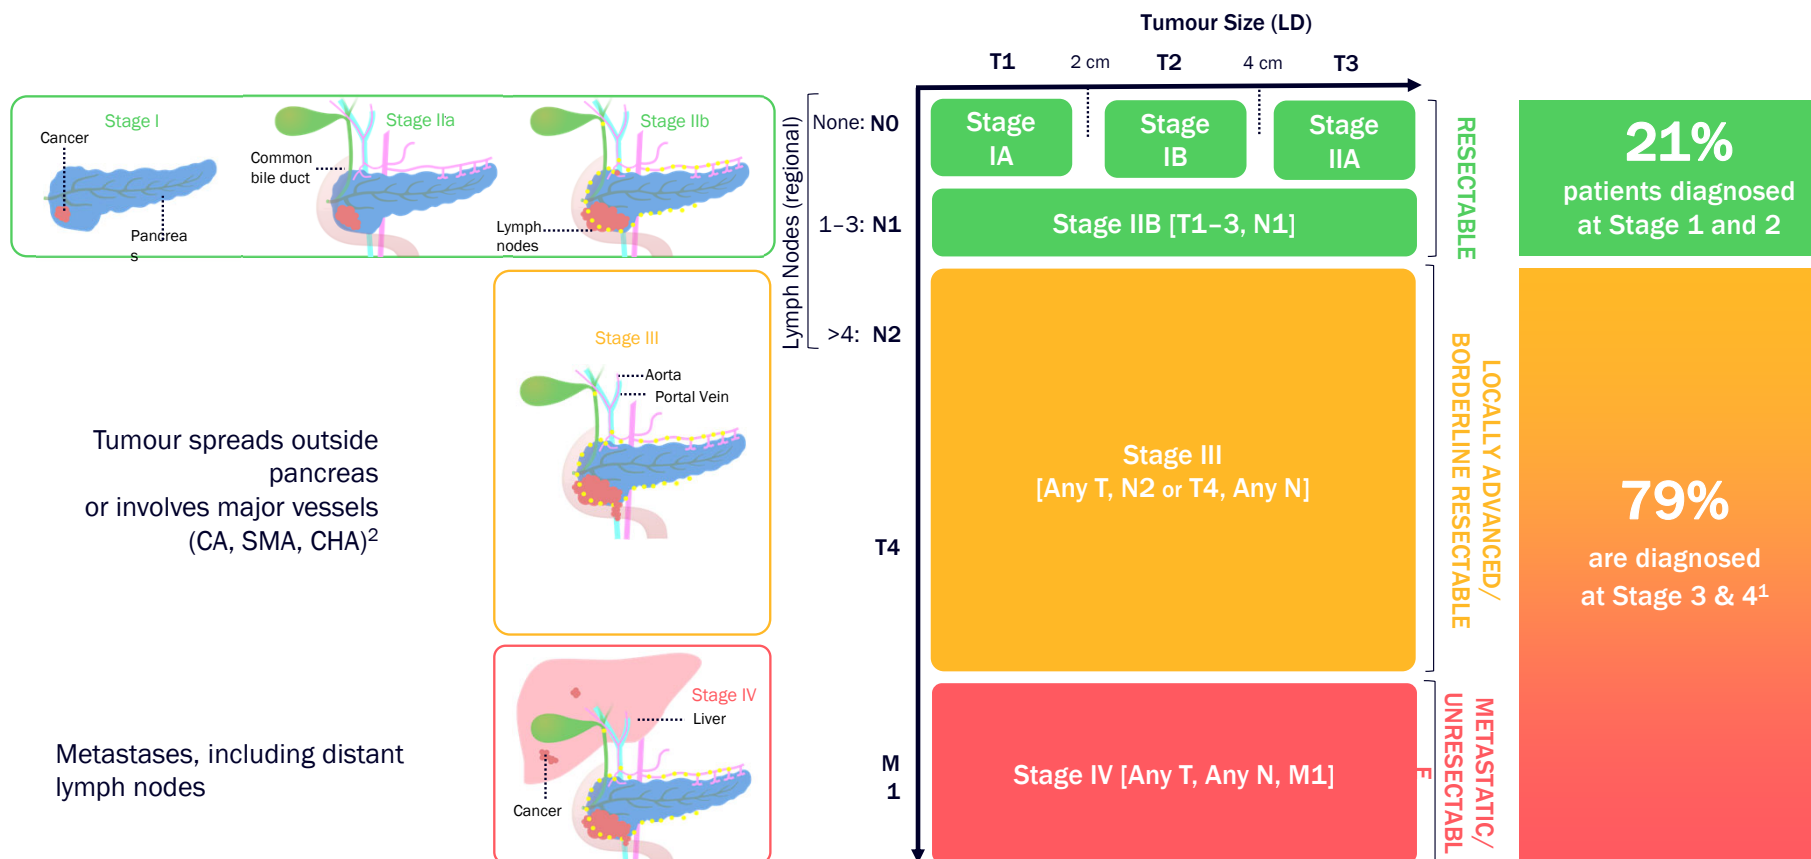 Tumour Size (LD)
T1
2 cm
T2
4 cm
T3
Stage I
Cancer
Pancrea
s
Stage IIa
Common
bile duct
Stage IIb
Lymph
nodes
Lymph Nodes (regional)
None: N0
1–3: N1
>4: N2
Stage
IA
Stage
IB
Stage
IIA
Stage IIB [T1–3, N1]
RESECTABLE
21%
patients diagnosed
at Stage 1 and 2
Tumour spreads outside
pancreas
or involves major vessels
(CA, SMA, CHA)²
Stage III
Aorta
Portal Vein
T4
Stage III
[Any T, N2 or T4, Any N]
LOCALLY ADVANCED/
BORDERLINE RESECTABLE
79%
are diagnosed
at Stage 3 & 4¹
Metastases, including distant
lymph nodes
Stage IV
Liver
Cancer
M
1
Stage IV [Any T, Any N, M1]
METASTATIC/
UNRESECTABL
E